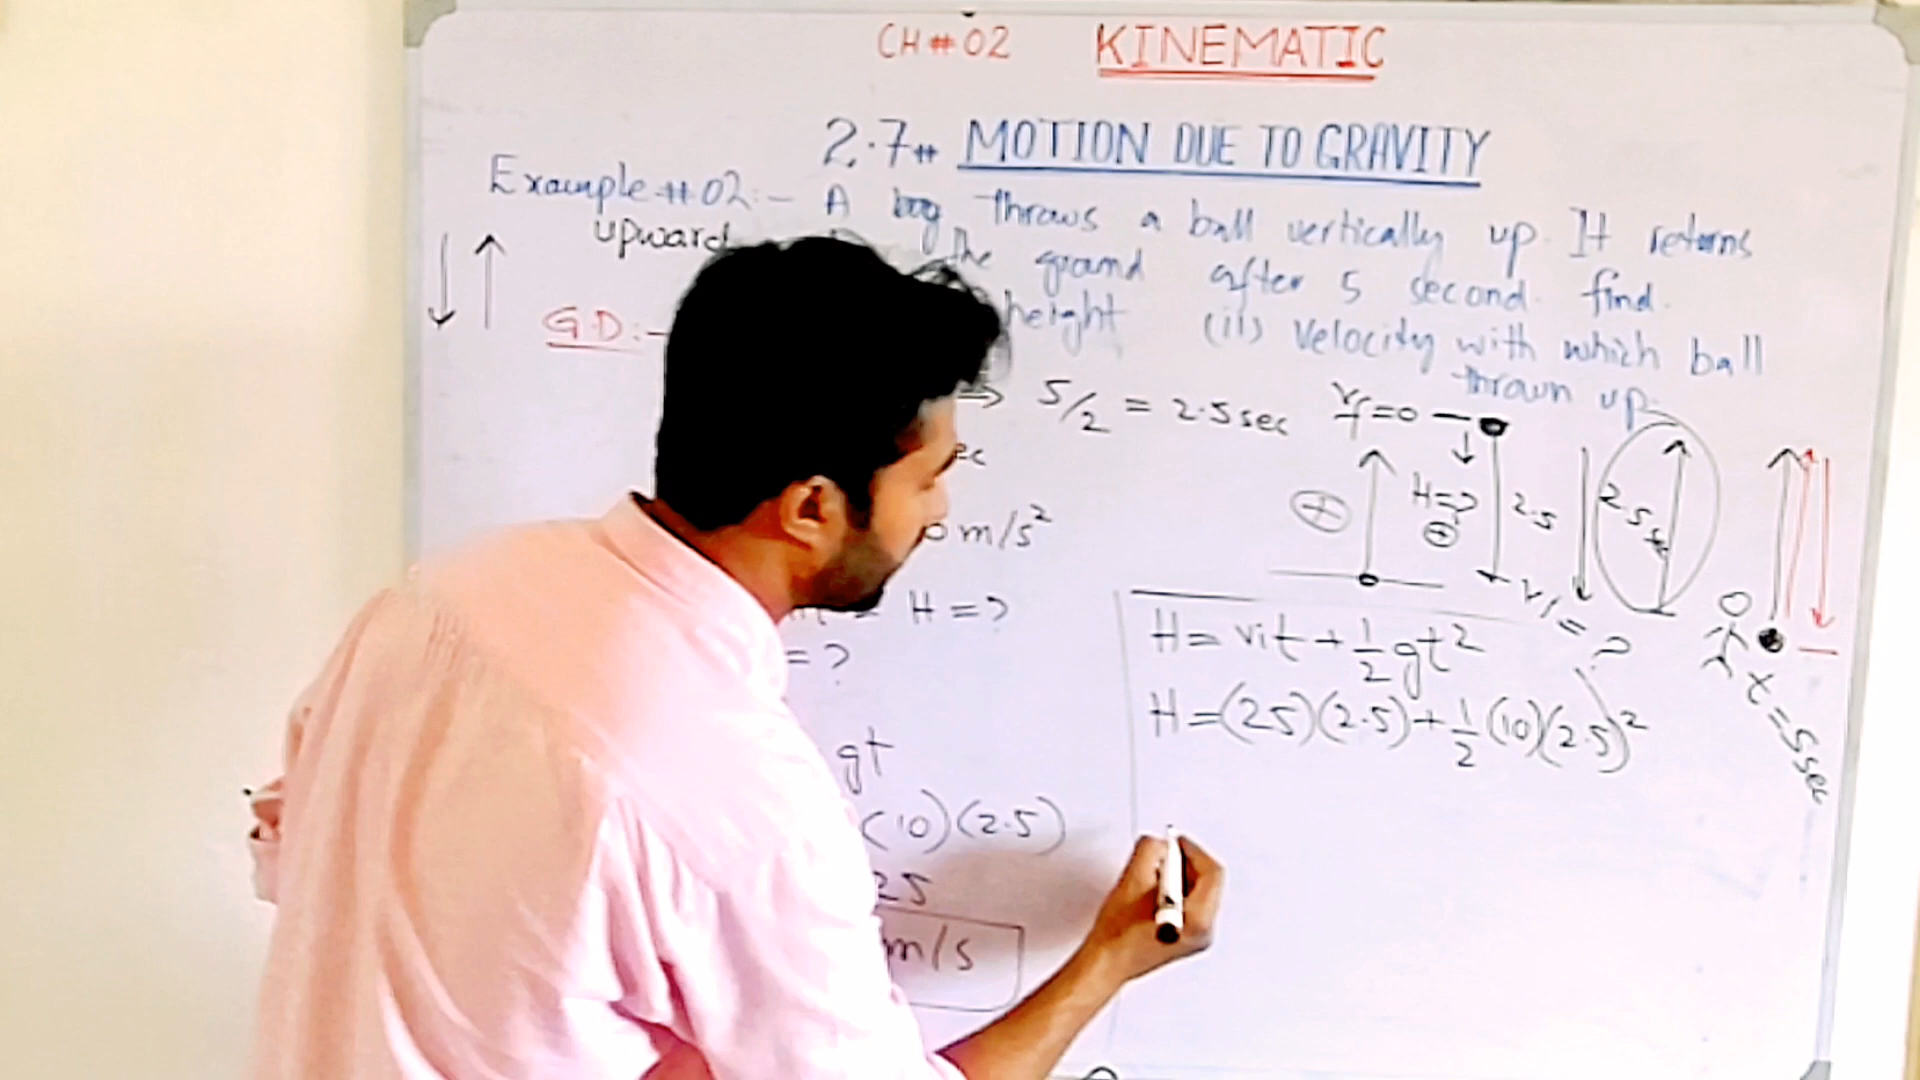 CH # 02 KINEMATIC
2.7# MOTION DUE TO GRAVITY
Example # 02:- A boy throws a ball vertically up. It returns
the ground after 5 second. find.
upward
G.D:-
height (ii) velocity with which ball
thrown up.
⇒ 5/2 = 2.5 sec
ec
m/s²
H = ?
= ?
gt
(10)(2.5)
25
m/s
vf = 0
H = ?
⊕
⊕
2.5
2.5 sec
vi = ?
t = 5 sec
H = vit + 1/2 gt²
H = (25)(2.5) + 1/2 (10)(2.5)²